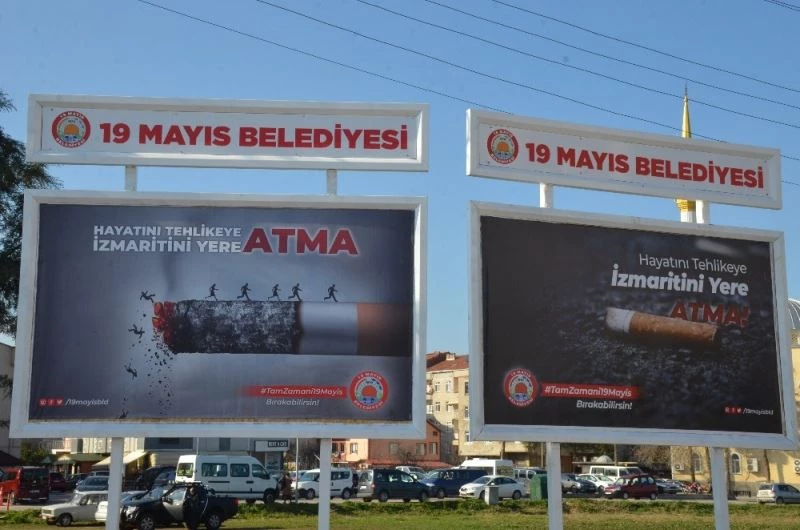 19 MAYIS BELEDİYESİ
HAYATINI TEHLİKEYE
İZMARİTİNİ YERE ATMA
#TamZamanı19Mayıs
Bırakabilirsin!
/19mayisbld
19 MAYIS BELEDİYESİ
Hayatını Tehlikeye
İzmaritini Yere
ATMA!
#TamZamanı19Mayıs
Bırakabilirsin!
/19mayisbld